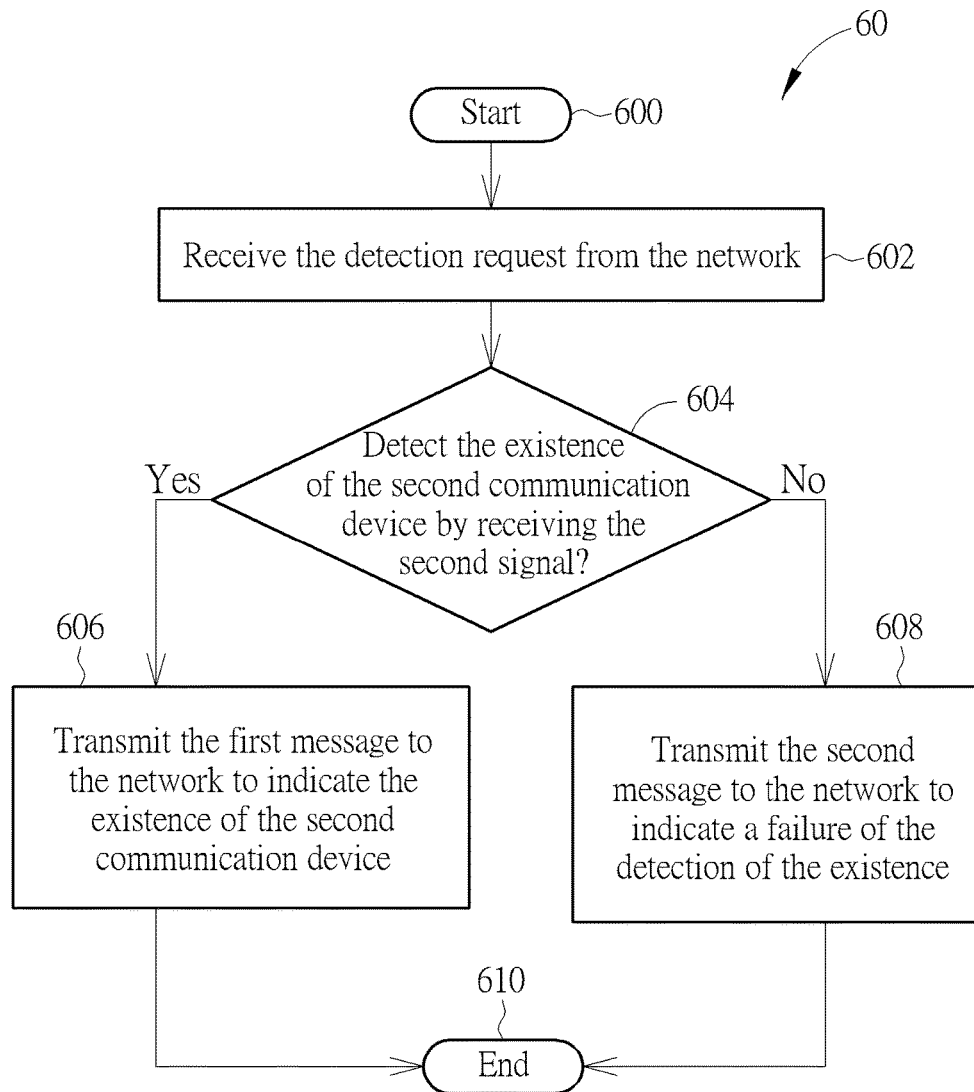 60
Start
600
Receive the detection request from the network
602
604
Detect the existence
of the second communication
device by receiving the
second signal?
Yes
No
606
Transmit the first message to
the network to indicate the
existence of the second
communication device
608
Transmit the second
message to the network to
indicate a failure of the
detection of the existence
610
End